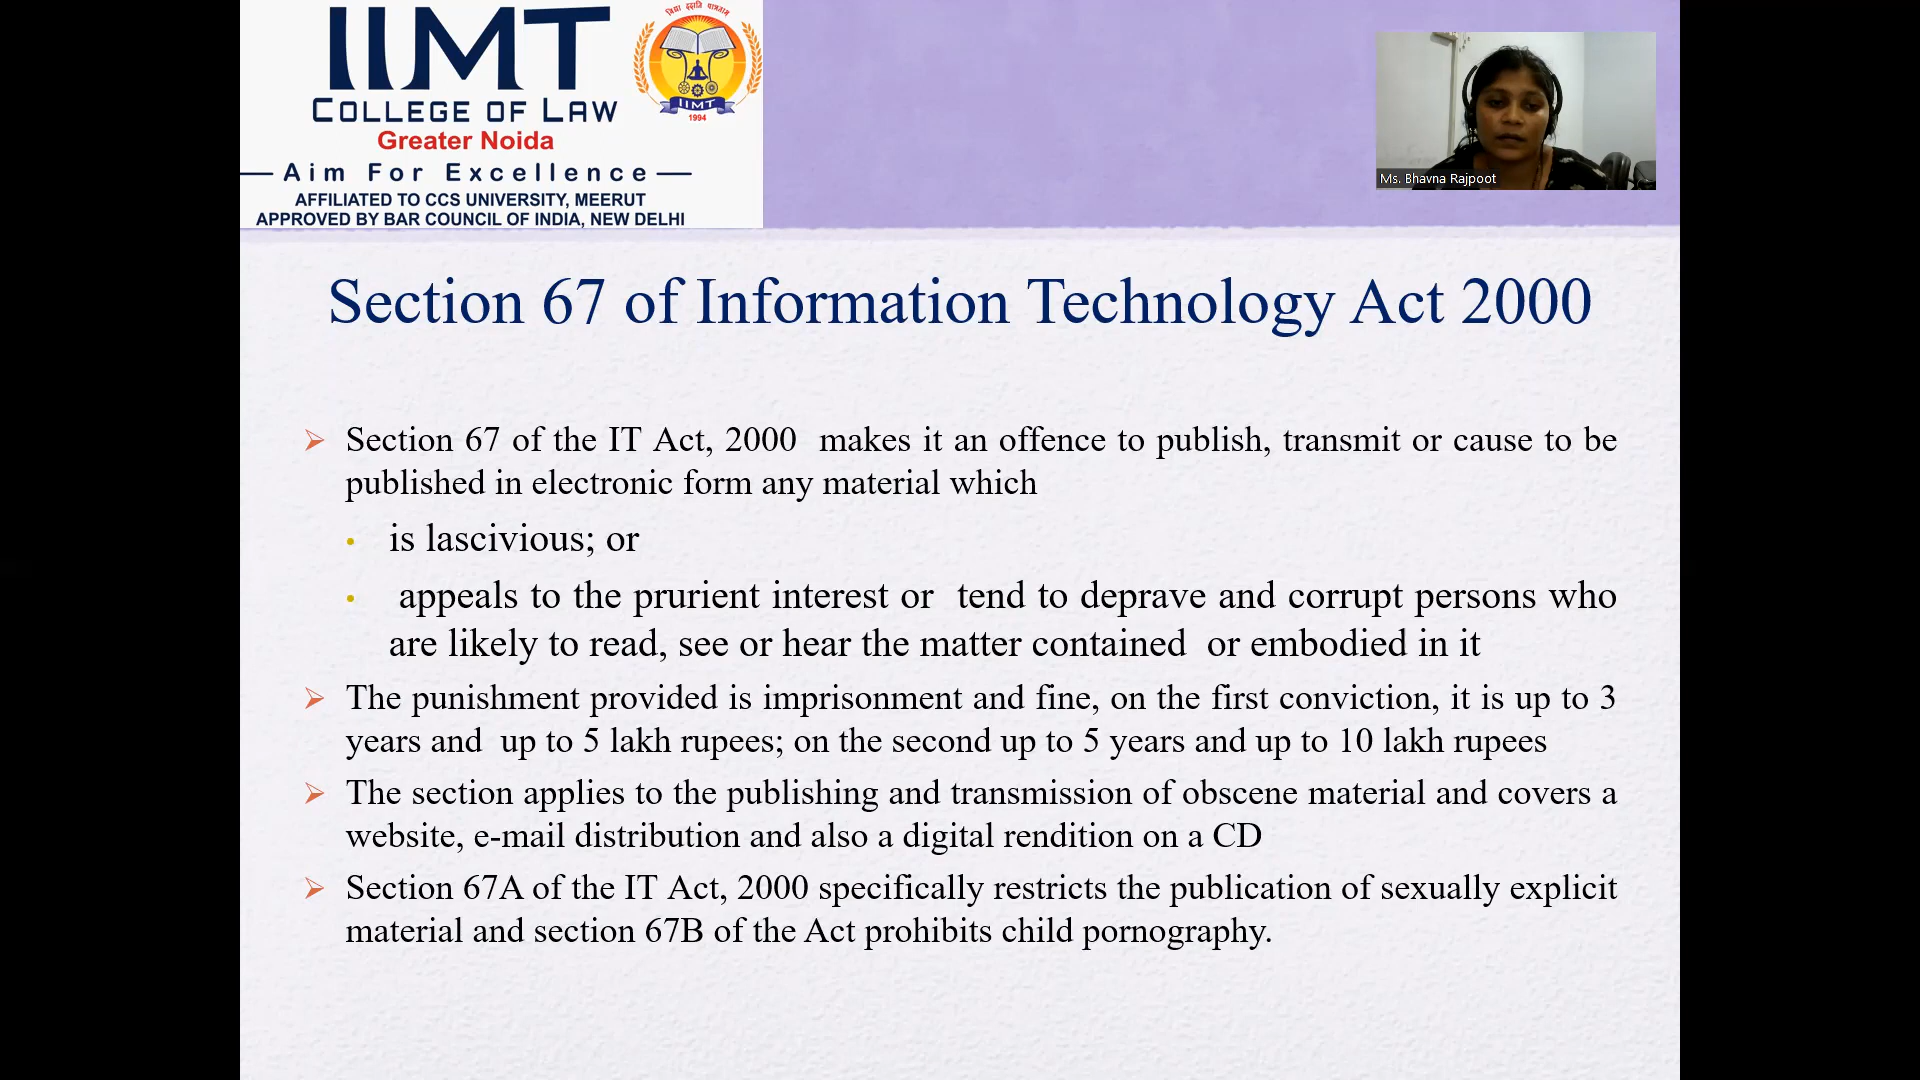 IIMT
COLLEGE OF LAW
Greater Noida
Aim For Excellence
AFFILIATED TO CCS UNIVERSITY, MEERUT
APPROVED BY BAR COUNCIL OF INDIA, NEW DELHI
विद्या ददाति पात्रताम्
IIMT
1994
Ms. Bhavna Rajpoot
Section 67 of Information Technology Act 2000
Section 67 of the IT Act, 2000 makes it an offence to publish, transmit or cause to be
published in electronic form any material which
is lascivious; or
appeals to the prurient interest or tend to deprave and corrupt persons who
are likely to read, see or hear the matter contained or embodied in it
The punishment provided is imprisonment and fine, on the first conviction, it is up to 3
years and up to 5 lakh rupees; on the second up to 5 years and up to 10 lakh rupees
The section applies to the publishing and transmission of obscene material and covers a
website, e-mail distribution and also a digital rendition on a CD
Section 67A of the IT Act, 2000 specifically restricts the publication of sexually explicit
material and section 67B of the Act prohibits child pornography.